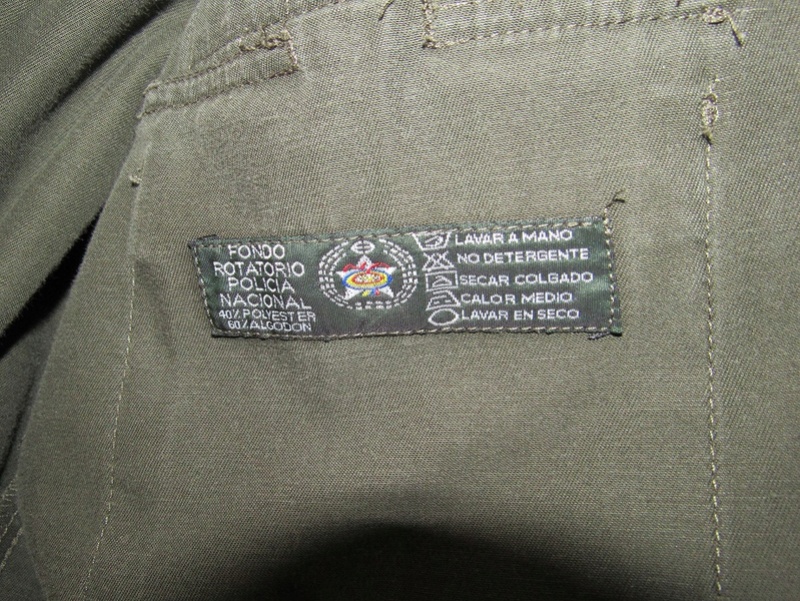 FONDO
ROTATORIO
POLICIA
NACIONAL
40% POLYESTER
60% ALGODON
LAVAR A MANO
NO DETERGENTE
SECAR COLGADO
CALOR MEDIO
LAVAR EN SECO